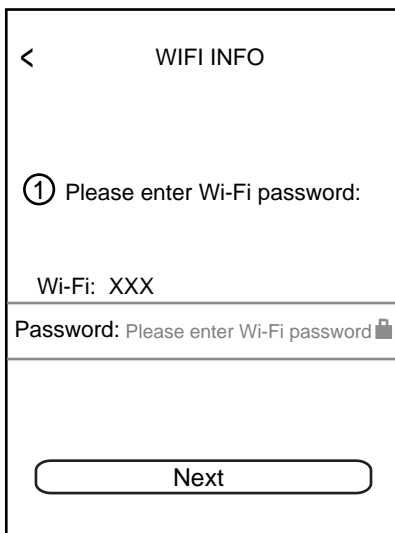 < WIFI INFO
① Please enter Wi-Fi password:
Wi-Fi: XXX
Password: Please enter Wi-Fi password
Next